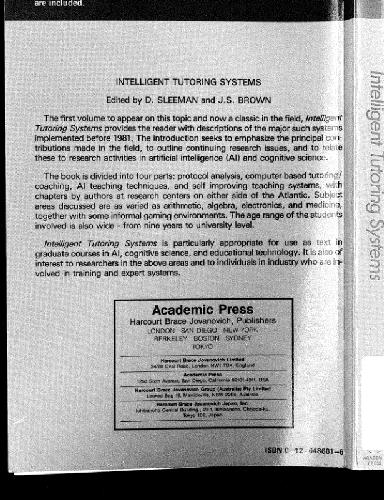 are included.
INTELLIGENT TUTORING SYSTEMS
Edited by D. SLEEMAN and J.S. BROWN
The first volume to appear on this topic and now a classic in the field, Intelligent
Tutoring Systems provides the reader with descriptions of the major such systems
implemented before 1981. The introduction seeks to emphasize the principal con-
tributions made in the field, to outline continuing research issues, and to relate
these to research activities in artificial intelligence (AI) and cognitive science.
The book is divided into four parts: protocol analysis, computer based tutoring/
coaching, AI teaching techniques, and self improving teaching systems, with
chapters by authors at research centers on either side of the Atlantic. Subject
areas discussed are as varied as arithmetic, algebra, electronics, and medicine,
together with some informal gaming environments. The age range of the students
involved is also wide - from nine years to university level.
Intelligent Tutoring Systems is particularly appropriate for use as text in
graduate courses in AI, cognitive science, and educational technology. It is also of
interest to researchers in the above areas and to individuals in industry who are in-
volved in training and expert systems.
Academic Press
Harcourt Brace Jovanovich, Publishers
LONDON SAN DIEGO NEW YORK
BERKELEY BOSTON SYDNEY
TOKYO
Harcourt Brace Jovanovich Limited
24/28 Oval Road, London NW1 7DX, England
Academic Press
San Diego, California 92101-4311, USA
Harcourt Brace Jovanovich Group (Australia) Pty Limited
Marrickville, NSW 2204, Australia
Harcourt Brace Jovanovich Japan, Inc.
Ichibancho Central Building, 22-1, Ichibancho, Chiyoda-ku,
Tokyo 102, Japan
ISBN 0-12-648681-6
Intelligent Tutoring Systems
ACADEMIC
PRESS